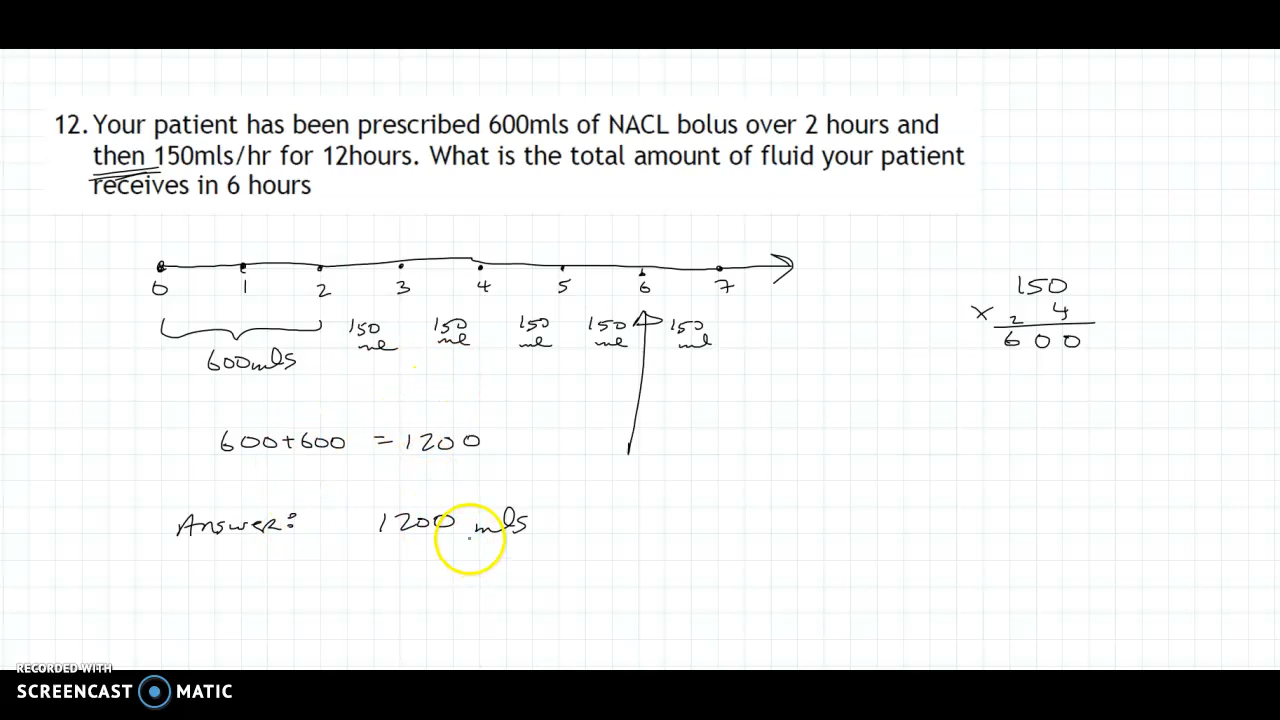 12. Your patient has been prescribed 600mls of NACL bolus over 2 hours and
then 150mls/hr for 12hours. What is the total amount of fluid your patient
receives in 6 hours
0 1 2 3 4 5 6 7
150 150 150 150 150
ml ml ml ml ml
600mls
150
x 4
2
600
600+600 = 1200
Answer: 1200 mls
RECORDED WITH
SCREENCAST MATIC